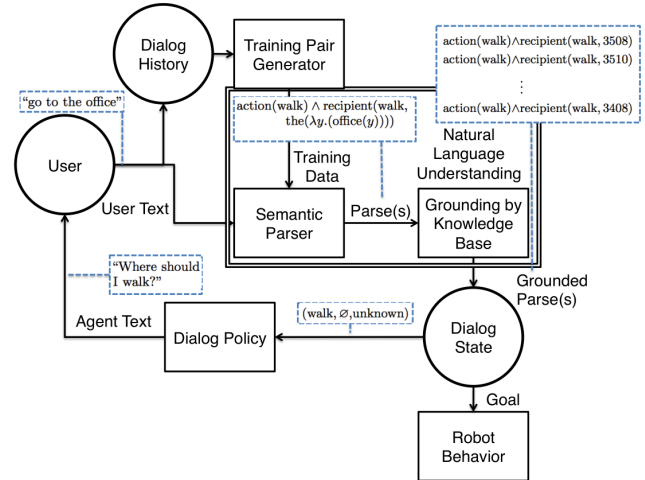 Dialog
History
Training Pair
Generator
action(walk)∧recipient(walk, 3508)
action(walk)∧recipient(walk, 3510)
⋮
action(walk)∧recipient(walk, 3408)
"go to the office"
action(walk) ∧ recipient(walk,
the(λy.(office(y))))
Natural
Language
Understanding
User
Training
Data
User Text
Semantic
Parser
Parse(s)
Grounding by
Knowledge
Base
"Where should
I walk?"
Grounded
Parse(s)
Agent Text
Dialog Policy
(walk, ∅,unknown)
Dialog
State
Goal
Robot
Behavior